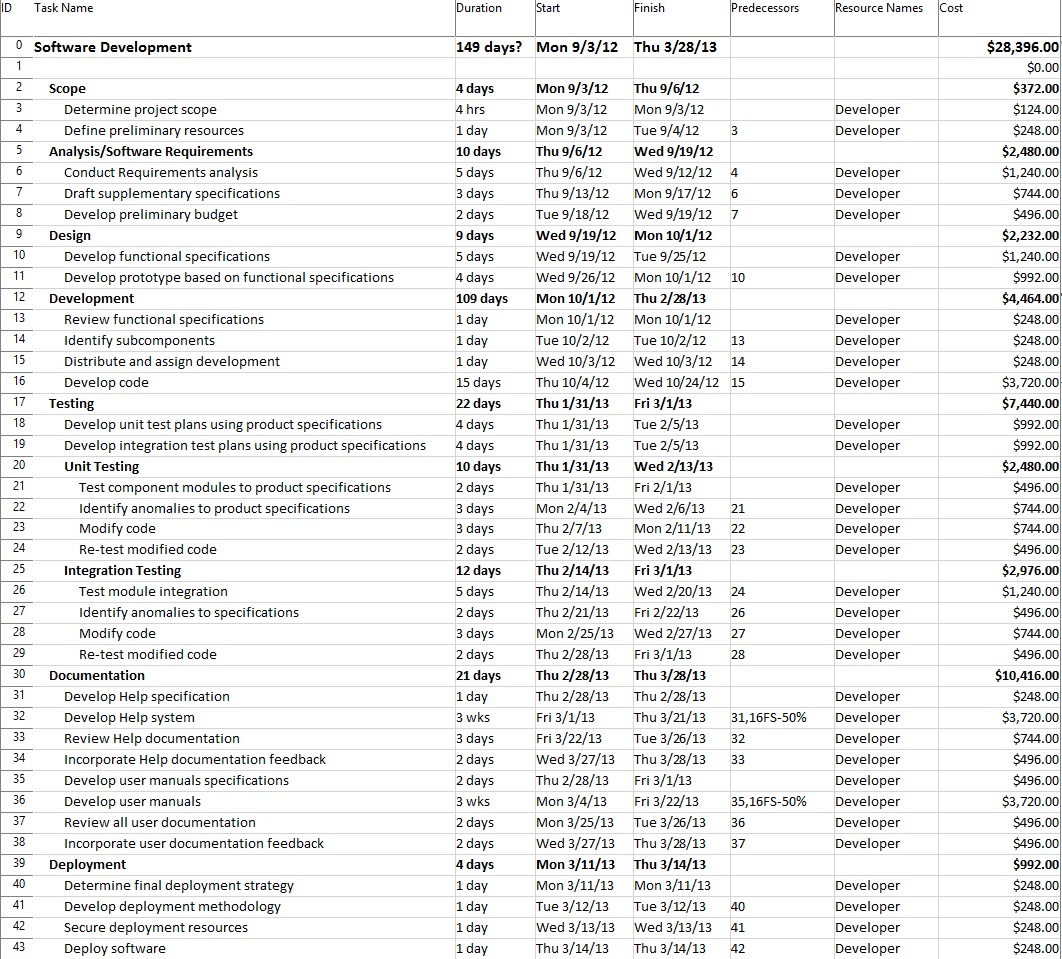 ID Task Name Duration Start Finish Predecessors Resource Names Cost
0 Software Development 149 days? Mon 9/3/12 Thu 3/28/13 $28,396.00
1 $0.00
2 Scope 4 days Mon 9/3/12 Thu 9/6/12 $372.00
3 Determine project scope 4 hrs Mon 9/3/12 Mon 9/3/12 Developer $124.00
4 Define preliminary resources 1 day Mon 9/3/12 Tue 9/4/12 3 Developer $248.00
5 Analysis/Software Requirements 10 days Thu 9/6/12 Wed 9/19/12 $2,480.00
6 Conduct Requirements analysis 5 days Thu 9/6/12 Wed 9/12/12 4 Developer $1,240.00
7 Draft supplementary specifications 3 days Thu 9/13/12 Mon 9/17/12 6 Developer $744.00
8 Develop preliminary budget 2 days Tue 9/18/12 Wed 9/19/12 7 Developer $496.00
9 Design 9 days Wed 9/19/12 Mon 10/1/12 $2,232.00
10 Develop functional specifications 5 days Wed 9/19/12 Tue 9/25/12 Developer $1,240.00
11 Develop prototype based on functional specifications 4 days Wed 9/26/12 Mon 10/1/12 10 Developer $992.00
12 Development 109 days Mon 10/1/12 Thu 2/28/13 $4,464.00
13 Review functional specifications 1 day Mon 10/1/12 Mon 10/1/12 Developer $248.00
14 Identify subcomponents 1 day Tue 10/2/12 Tue 10/2/12 13 Developer $248.00
15 Distribute and assign development 1 day Wed 10/3/12 Wed 10/3/12 14 Developer $248.00
16 Develop code 15 days Thu 10/4/12 Wed 10/24/12 15 Developer $3,720.00
17 Testing 22 days Thu 1/31/13 Fri 3/1/13 $7,440.00
18 Develop unit test plans using product specifications 4 days Thu 1/31/13 Tue 2/5/13 Developer $992.00
19 Develop integration test plans using product specifications 4 days Thu 1/31/13 Tue 2/5/13 Developer $992.00
20 Unit Testing 10 days Thu 1/31/13 Wed 2/13/13 $2,480.00
21 Test component modules to product specifications 2 days Thu 1/31/13 Fri 2/1/13 Developer $496.00
22 Identify anomalies to product specifications 3 days Mon 2/4/13 Wed 2/6/13 21 Developer $744.00
23 Modify code 3 days Thu 2/7/13 Mon 2/11/13 22 Developer $744.00
24 Re-test modified code 2 days Tue 2/12/13 Wed 2/13/13 23 Developer $496.00
25 Integration Testing 12 days Thu 2/14/13 Fri 3/1/13 $2,976.00
26 Test module integration 5 days Thu 2/14/13 Wed 2/20/13 24 Developer $1,240.00
27 Identify anomalies to specifications 2 days Thu 2/21/13 Fri 2/22/13 26 Developer $496.00
28 Modify code 3 days Mon 2/25/13 Wed 2/27/13 27 Developer $744.00
29 Re-test modified code 2 days Thu 2/28/13 Fri 3/1/13 28 Developer $496.00
30 Documentation 21 days Thu 2/28/13 Thu 3/28/13 $10,416.00
31 Develop Help specification 1 day Thu 2/28/13 Thu 2/28/13 Developer $248.00
32 Develop Help system 3 wks Fri 3/1/13 Thu 3/21/13 31,16FS-50% Developer $3,720.00
33 Review Help documentation 3 days Fri 3/22/13 Tue 3/26/13 32 Developer $744.00
34 Incorporate Help documentation feedback 2 days Wed 3/27/13 Thu 3/28/13 33 Developer $496.00
35 Develop user manuals specifications 2 days Thu 2/28/13 Fri 3/1/13 Developer $496.00
36 Develop user manuals 3 wks Mon 3/4/13 Fri 3/22/13 35,16FS-50% Developer $3,720.00
37 Review all user documentation 2 days Mon 3/25/13 Tue 3/26/13 36 Developer $496.00
38 Incorporate user documentation feedback 2 days Wed 3/27/13 Thu 3/28/13 37 Developer $496.00
39 Deployment 4 days Mon 3/11/13 Thu 3/14/13 $992.00
40 Determine final deployment strategy 1 day Mon 3/11/13 Mon 3/11/13 Developer $248.00
41 Develop deployment methodology 1 day Tue 3/12/13 Tue 3/12/13 40 Developer $248.00
42 Secure deployment resources 1 day Wed 3/13/13 Wed 3/13/13 41 Developer $248.00
43 Deploy software 1 day Thu 3/14/13 Thu 3/14/13 42 Developer $248.00